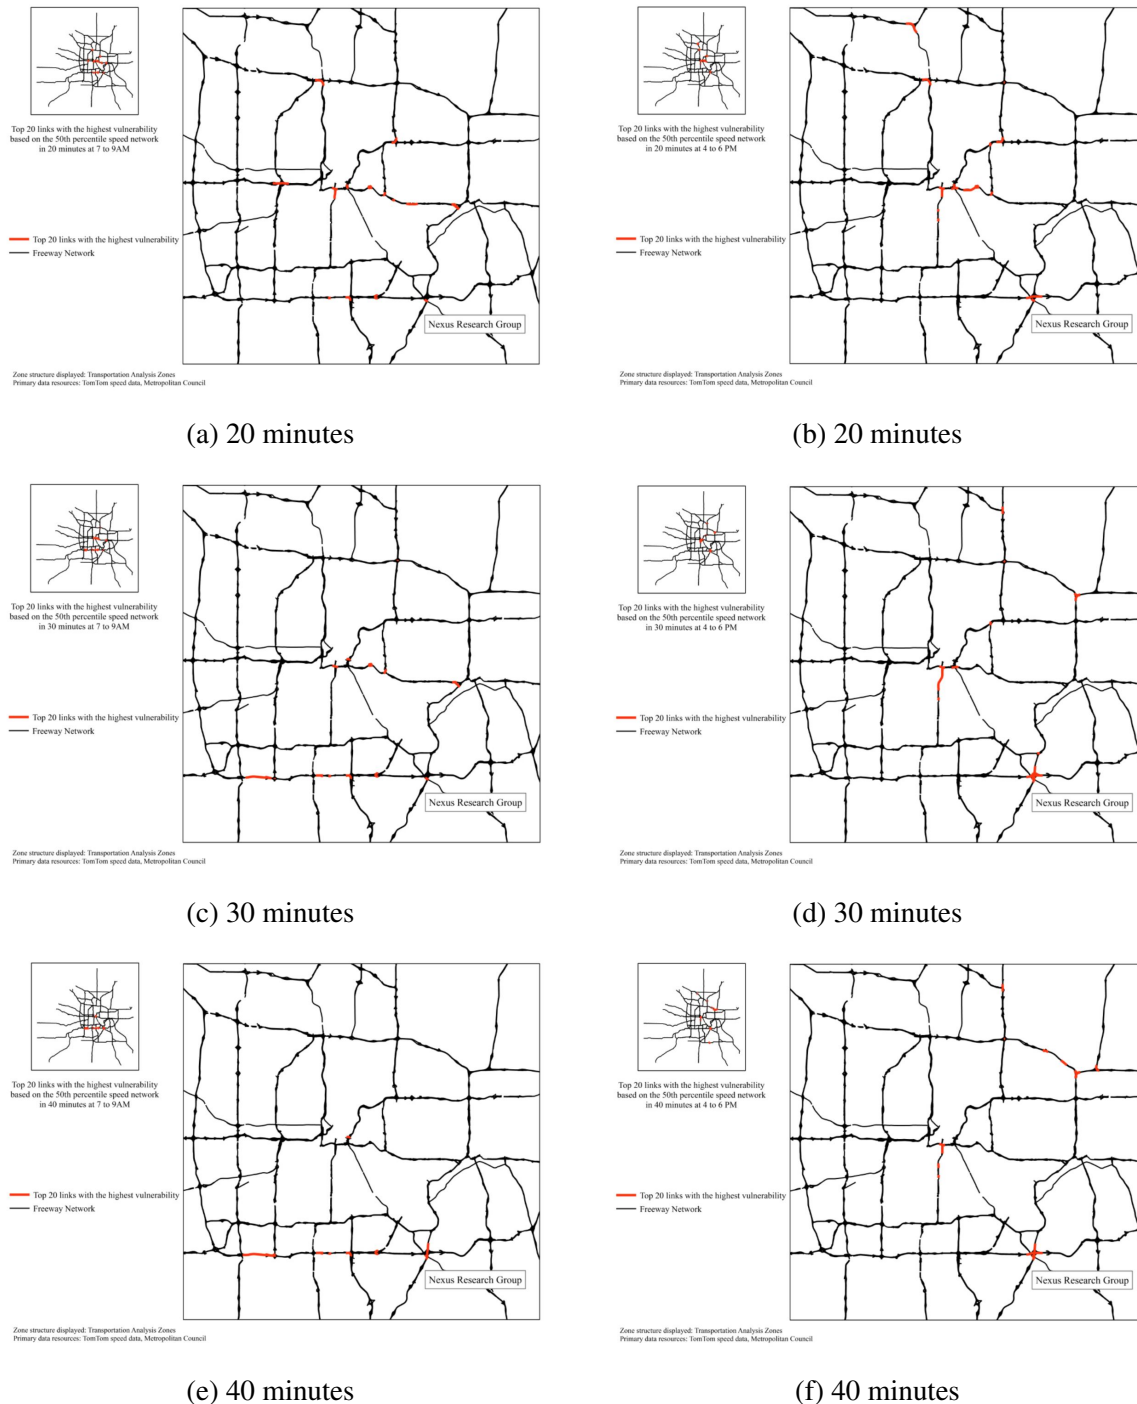 Top 20 links with the highest vulnerability
based on the 50th percentile speed network
in 20 minutes at 7 to 9AM
Top 20 links with the highest vulnerability
Freeway Network
Nexus Research Group
Zone structure displayed: Transportation Analysis Zones
Primary data resources: TomTom speed data, Metropolitan Council
(a) 20 minutes
Top 20 links with the highest vulnerability
based on the 50th percentile speed network
in 20 minutes at 4 to 6 PM
Top 20 links with the highest vulnerability
Freeway Network
Nexus Research Group
Zone structure displayed: Transportation Analysis Zones
Primary data resources: TomTom speed data, Metropolitan Council
(b) 20 minutes
Top 20 links with the highest vulnerability
based on the 50th percentile speed network
in 30 minutes at 7 to 9AM
Top 20 links with the highest vulnerability
Freeway Network
Nexus Research Group
Zone structure displayed: Transportation Analysis Zones
Primary data resources: TomTom speed data, Metropolitan Council
(c) 30 minutes
Top 20 links with the highest vulnerability
based on the 50th percentile speed network
in 30 minutes at 4 to 6 PM
Top 20 links with the highest vulnerability
Freeway Network
Nexus Research Group
Zone structure displayed: Transportation Analysis Zones
Primary data resources: TomTom speed data, Metropolitan Council
(d) 30 minutes
Top 20 links with the highest vulnerability
based on the 50th percentile speed network
in 40 minutes at 7 to 9AM
Top 20 links with the highest vulnerability
Freeway Network
Nexus Research Group
Zone structure displayed: Transportation Analysis Zones
Primary data resources: TomTom speed data, Metropolitan Council
(e) 40 minutes
Top 20 links with the highest vulnerability
based on the 50th percentile speed network
in 40 minutes at 4 to 6 PM
Top 20 links with the highest vulnerability
Freeway Network
Nexus Research Group
Zone structure displayed: Transportation Analysis Zones
Primary data resources: TomTom speed data, Metropolitan Council
(f) 40 minutes